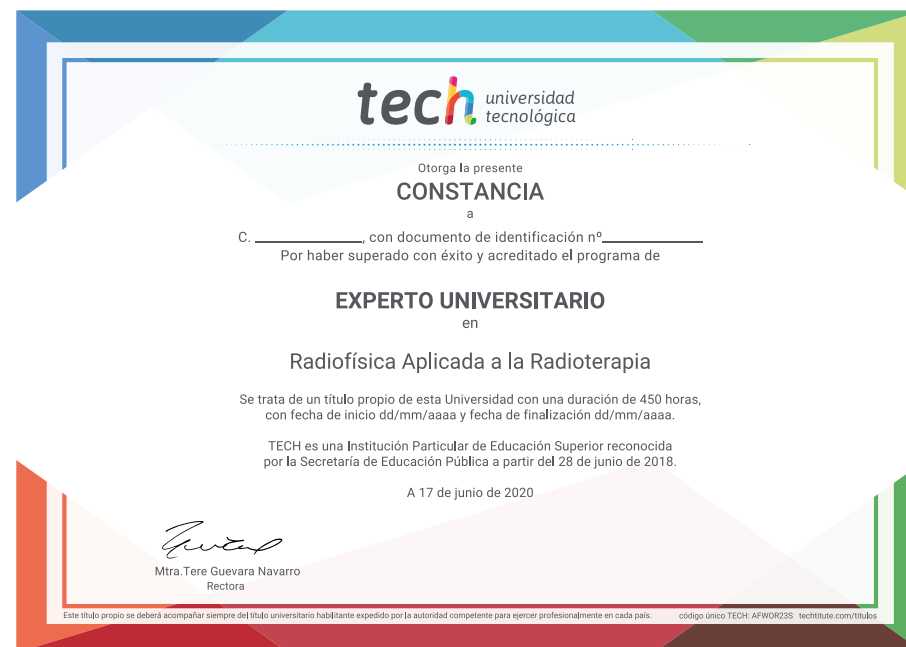 tech universidad
tecnológica
Otorga la presente
CONSTANCIA
a
C. ____________, con documento de identificación nº____________
Por haber superado con éxito y acreditado el programa de
EXPERTO UNIVERSITARIO
en
Radiofísica Aplicada a la Radioterapia
Se trata de un título propio de esta Universidad con una duración de 450 horas,
con fecha de inicio dd/mm/aaaa y fecha de finalización dd/mm/aaaa.
TECH es una Institución Particular de Educación Superior reconocida
por la Secretaría de Educación Pública a partir del 28 de junio de 2018.
A 17 de junio de 2020
Mtra.Tere Guevara Navarro
Rectora
Este título propio se deberá acompañar siempre del título universitario habilitante expedido por la autoridad competente para ejercer profesionalmente en cada país. código único TECH: AFWOR23S techtitute.com/titulos